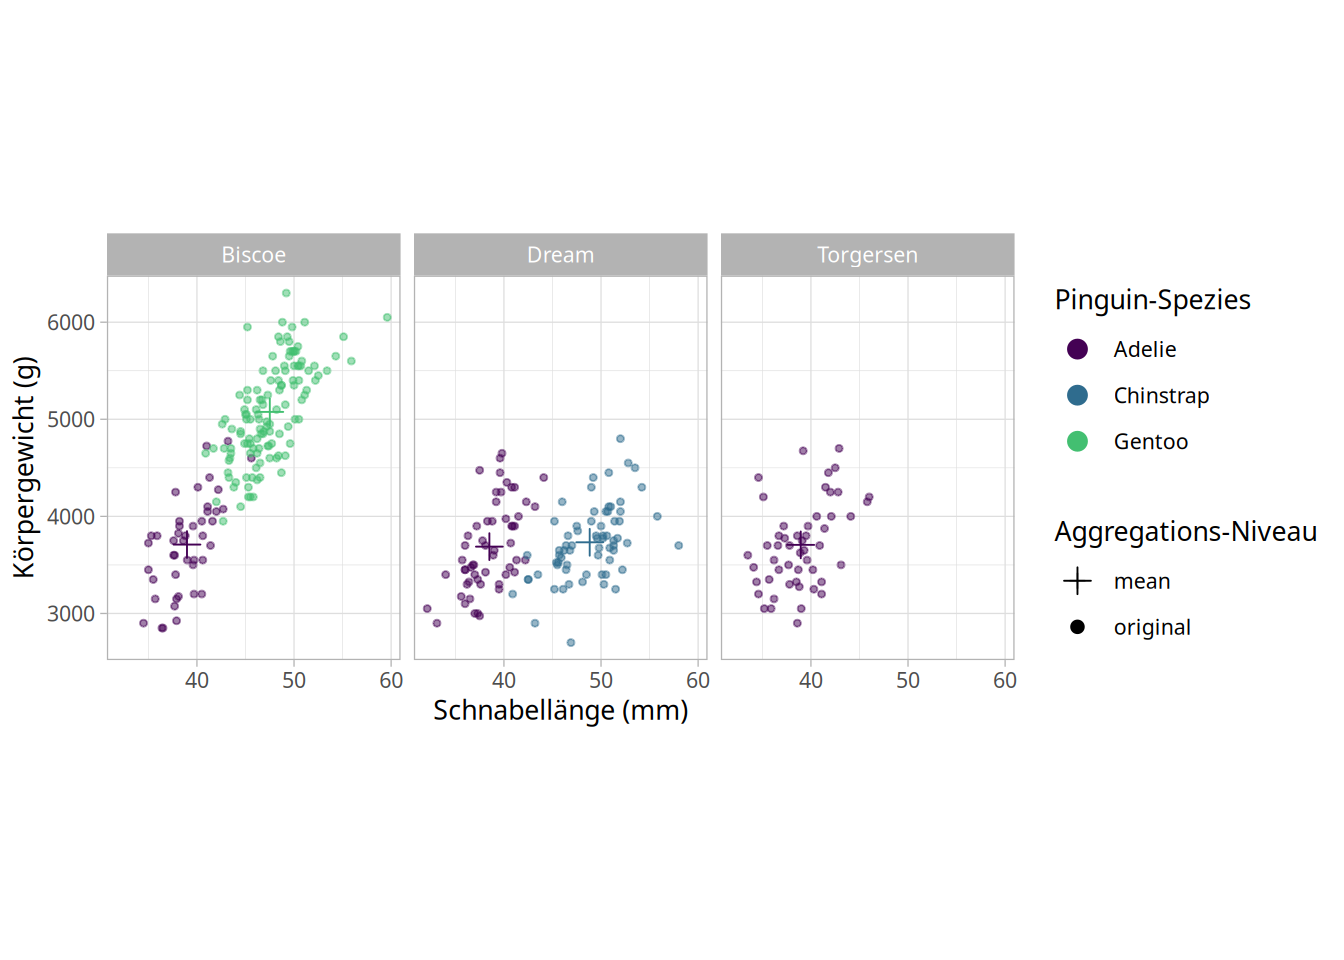 Biscoe
Dream
Torgersen
Körpergewicht (g)
6000
5000
4000
3000
40
50
60
40
50
60
40
50
60
Schnabellänge (mm)
Pinguin-Spezies
Adelie
Chinstrap
Gentoo
Aggregations-Niveau
mean
original